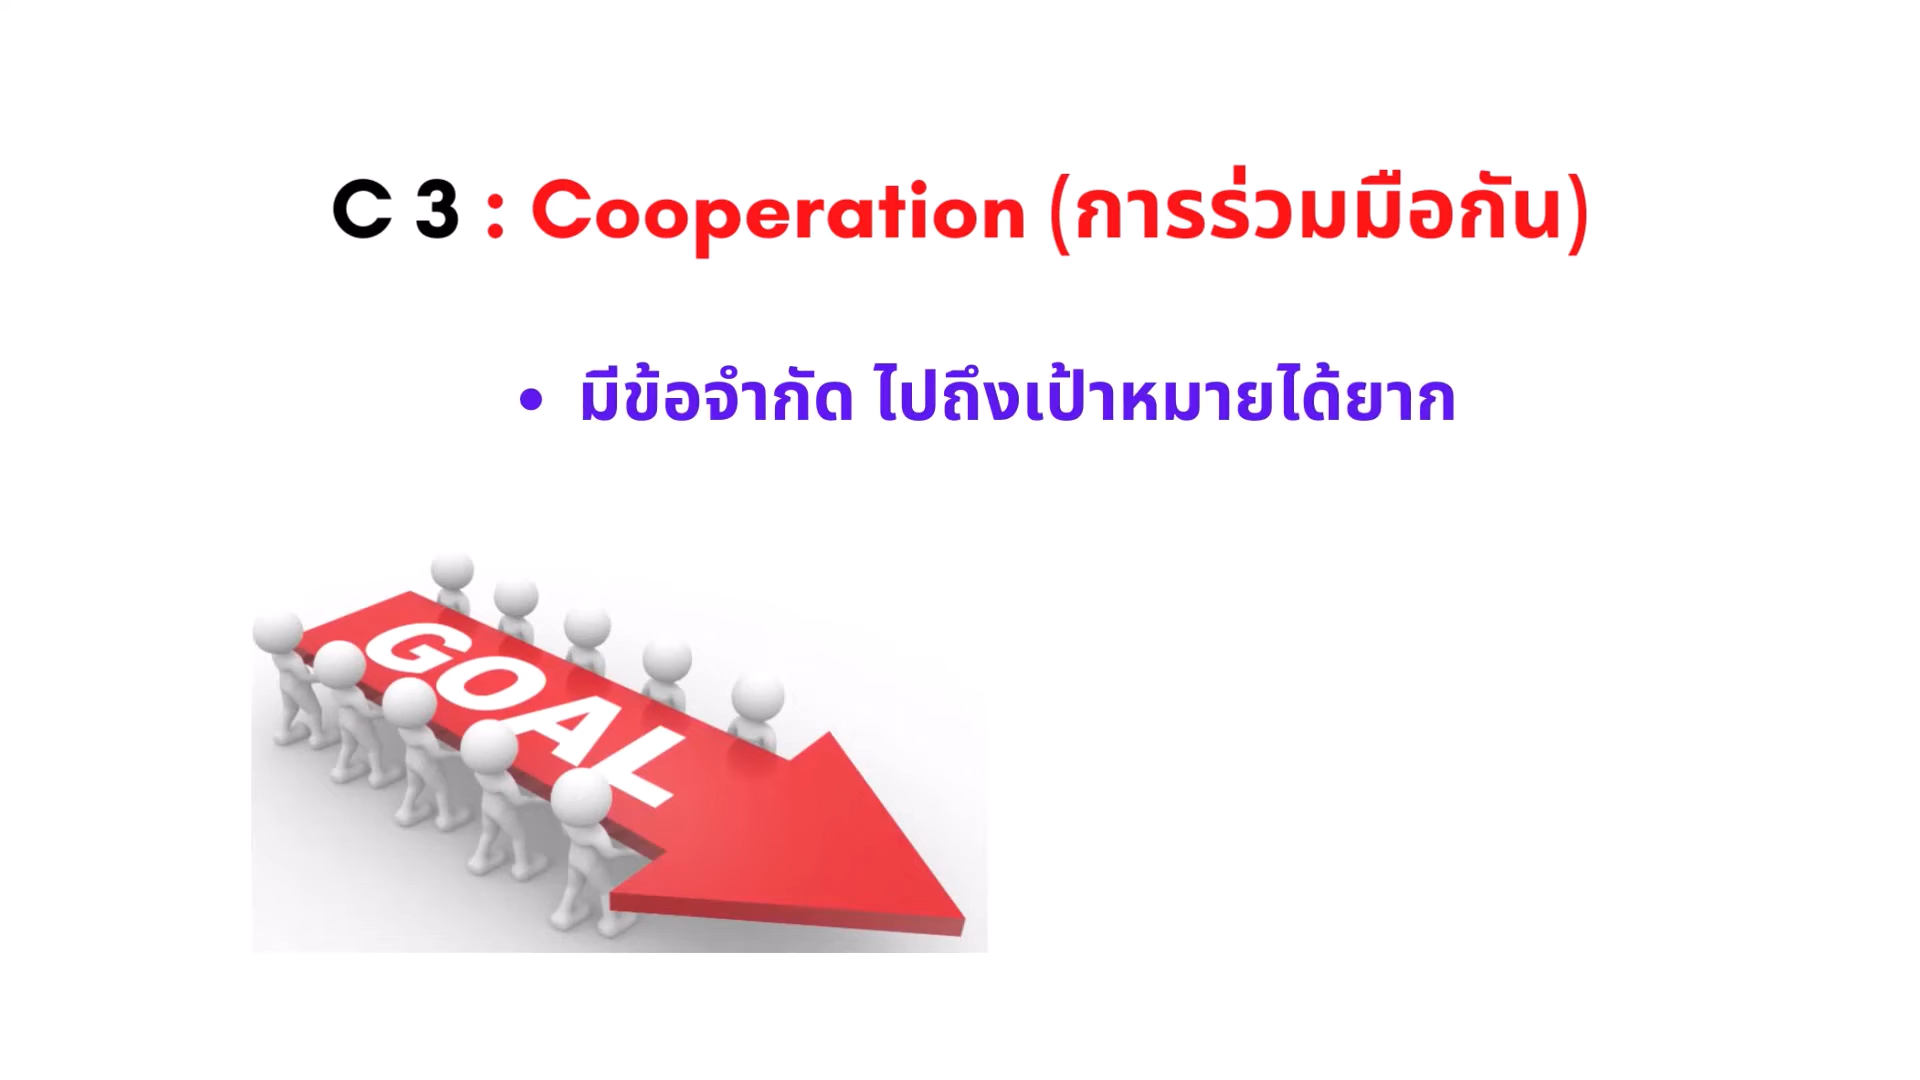 C 3 : Cooperation (การร่วมมือกัน)
• มีข้อจำกัด ไปถึงเป้าหมายได้ยาก
GOAL